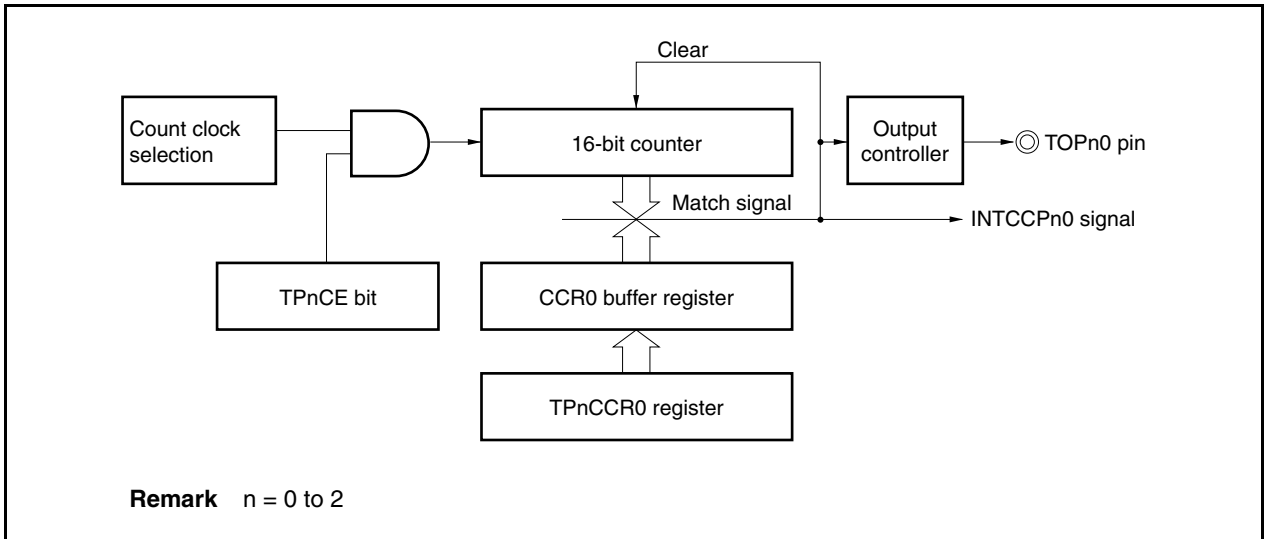 Clear
Count clock
selection
16-bit counter
Output
controller
TOPn0 pin
Match signal
INTCCPn0 signal
TPnCE bit
CCR0 buffer register
TPnCCR0 register
Remark n = 0 to 2